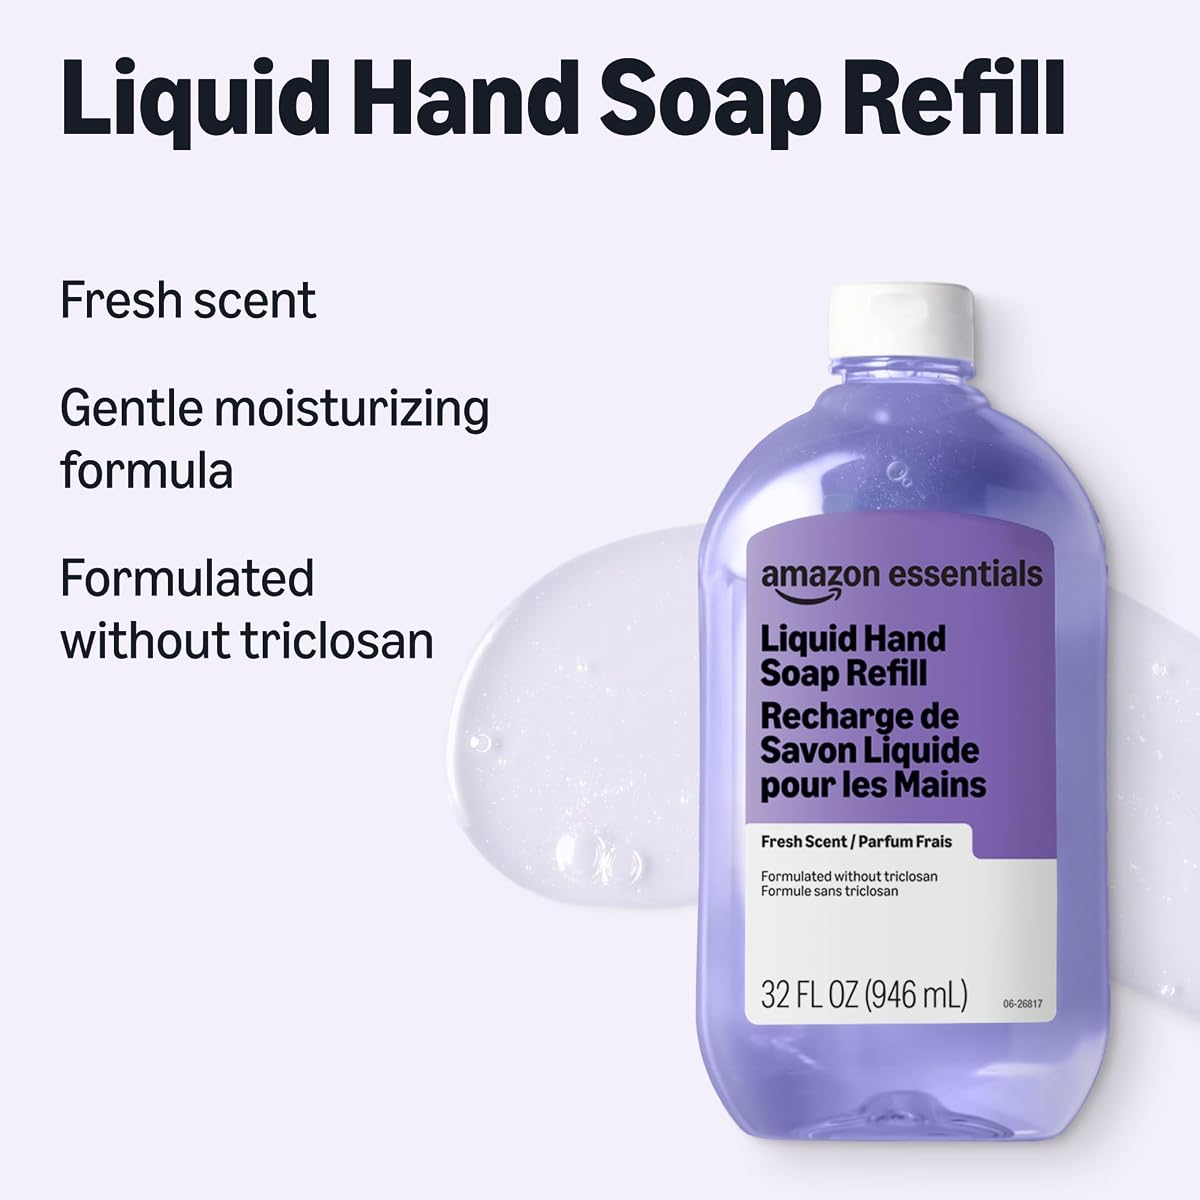 Liquid Hand Soap Refill
Fresh scent
Gentle moisturizing
formula
Formulated
without triclosan
amazon essentials
Liquid Hand
Soap Refill
Recharge de
Savon Liquide
pour les Mains
Fresh Scent / Parfum Frais
Formulated without triclosan
Formule sans triclosan
32 FL OZ (946 mL)
06-26817